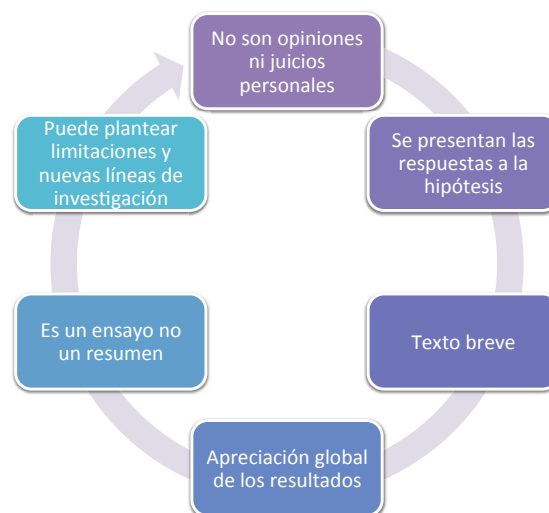 No son opiniones
ni juicios
personales
Se presentan las
respuestas a la
hipótesis
Texto breve
Apreciación global
de los resultados
Es un ensayo no
un resumen
Puede plantear
limitaciones y
nuevas líneas de
investigación